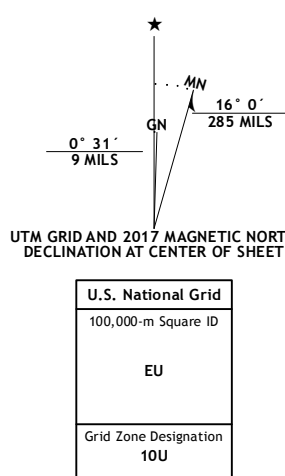 ★
MN
16° 0´
285 MILS
GN
0° 31´
9 MILS
UTM GRID AND 2017 MAGNETIC NORT
DECLINATION AT CENTER OF SHEET
U.S. National Grid
100,000-m Square ID
EU
Grid Zone Designation
10U